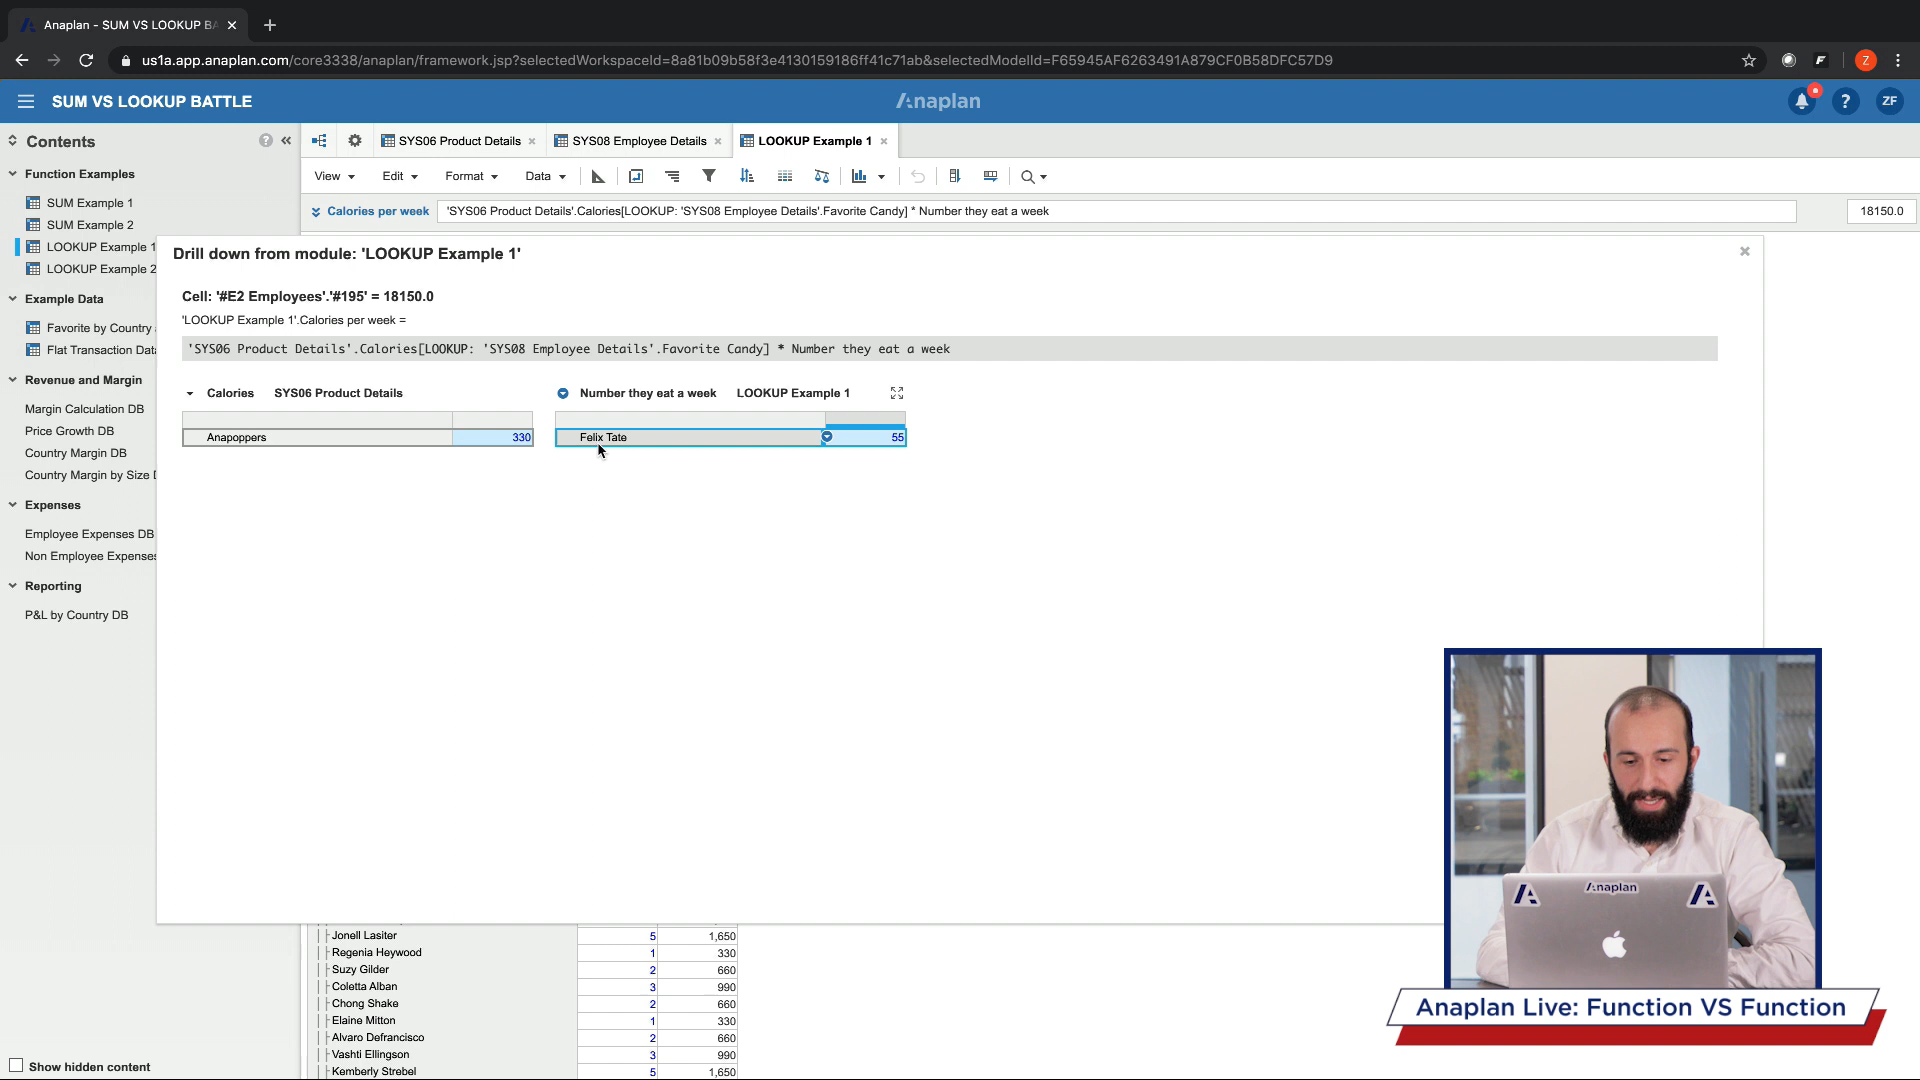 Anaplan - SUM VS LOOKUP BA
us1a.app.anaplan.com/core3338/anaplan/framework.jsp?selectedWorkspaceId=8a81b09b58f3e4130159186ff41c71ab&selectedModelId=F65945AF6263491A879CF0B58DFC57D9
Z
SUM VS LOOKUP BATTLE
Anaplan
?
ZF
Contents
?
SYS06 Product Details
SYS08 Employee Details
LOOKUP Example 1
View
Edit
Format
Data
Calories per week
'SYS06 Product Details'.Calories[LOOKUP: 'SYS08 Employee Details'.Favorite Candy] * Number they eat a week
18150.0
Function Examples
SUM Example 1
SUM Example 2
LOOKUP Example 1
LOOKUP Example 2
Example Data
Favorite by Country
Flat Transaction Data
Revenue and Margin
Margin Calculation DB
Price Growth DB
Country Margin DB
Country Margin by Size
Expenses
Employee Expenses DB
Non Employee Expenses
Reporting
P&L by Country DB
Show hidden content
Drill down from module: 'LOOKUP Example 1'
Cell: '#E2 Employees'.'#195' = 18150.0
'LOOKUP Example 1'.Calories per week =
'SYS06 Product Details'.Calories[LOOKUP: 'SYS08 Employee Details'.Favorite Candy] * Number they eat a week
Calories SYS06 Product Details
Number they eat a week LOOKUP Example 1
Anapoppers 330
Felix Tate 55
Jonell Lasiter 5 1,650
Regenia Heywood 1 330
Suzy Gilder 2 660
Coletta Alban 3 990
Chong Shake 2 660
Elaine Mitton 1 330
Alvaro Defrancisco 2 660
Vashti Ellingson 3 990
Kemberly Strebel 5 1,650
Anaplan
Anaplan Live: Function VS Function